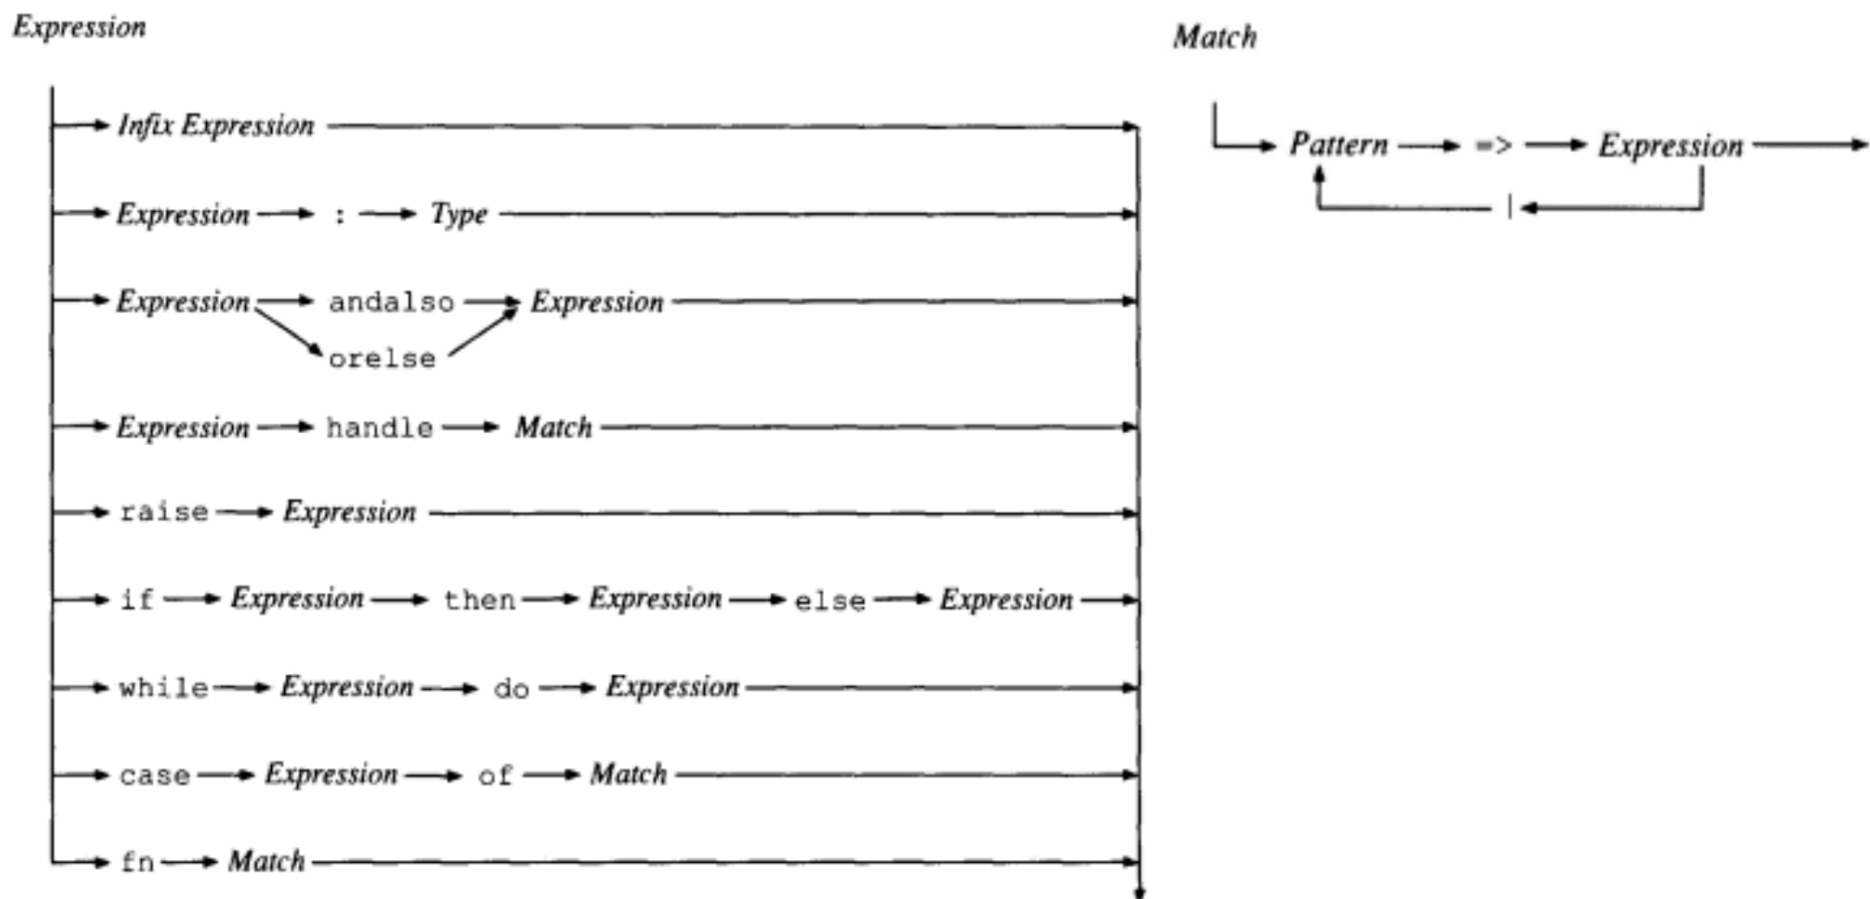 Expression
Infix Expression
Expression : Type
Expression andalso Expression
orelse
Expression handle Match
raise Expression
if Expression then Expression else Expression
while Expression do Expression
case Expression of Match
fn Match
Match
Pattern => Expression
|